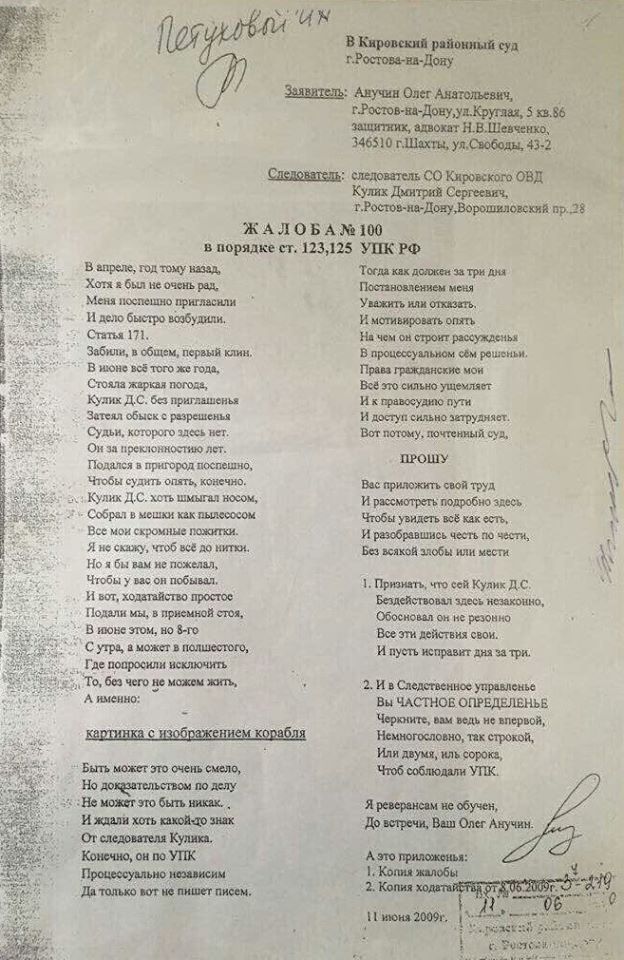 Петуховой ИН
В Кировский районный суд
г.Ростова-на-Дону
Заявитель: Анучин Олег Анатольевич,
г.Ростов-на-Дону,ул.Круглая, 5 кв.86
защитник, адвокат Н.В.Шевченко,
346510 г.Шахты, ул.Свободы, 43-2
Следователь: следователь СО Кировского ОВД
Кулик Дмитрий Сергеевич,
г.Ростов-на-Дону,Ворошиловский пр.,28
Ж А Л О Б А № 100
в порядке ст. 123,125 УПК РФ
В апреле, год тому назад,
Хотя я был не очень рад,
Меня поспешно пригласили
И дело быстро возбудили.
Статья 171.
Забили, в общем, первый клин.
В июне всё того же года,
Стояла жаркая погода,
Кулик Д.С. без приглашенья
Затеял обыск с разрешенья
Судьи, которого здесь нет.
Он за преклонностию лет.
Подался в пригород поспешно,
Чтобы судить опять, конечно.
Кулик Д.С. хоть шмыгал носом,
Собрал в мешки как пылесосом
Все мои скромные пожитки.
Я не скажу, чтоб всё до нитки.
Но я бы вам не пожелал,
Чтобы у вас он побывал.
И вот, ходатайство простое
Подали мы, в приемной стоя,
В июне этом, но 8-го
С утра, а может в полшестого,
Где попросили исключить
То, без чего не можем жить,
А именно:
картинка с изображением корабля
Быть может это очень смело,
Но доказательством по делу
Не может это быть никак.
И ждали хоть какой-то знак
От следователя Кулика.
Конечно, он по УПК
Процессуально независим
Да только вот не пишет писем.
Тогда как должен за три дня
Постановлением меня
Уважить или отказать.
И мотивировать опять
На чем он строит рассужденья
В процессуальном сём решеньи.
Права гражданские мои
Всё это сильно ущемляет
И к правосудию пути
И доступ сильно затрудняет.
Вот потому, почтенный суд,
ПРОШУ
Вас приложить свой труд
И рассмотреть подробно здесь
Чтобы увидеть всё как есть,
И разобравшись честь по чести,
Без всякой злобы или мести
1. Признать, что сей Кулик Д.С.
Бездействовал здесь незаконно,
Обосновал он не резонно
Все эти действия свои.
И пусть исправит дня за три.
2. И в Следственное управленье
Вы ЧАСТНОЕ ОПРЕДЕЛЕНЬЕ
Черкните, вам ведь не впервой,
Немногословно, так строкой,
Или двумя, иль сорока,
Чтоб соблюдали УПК.
Я реверансам не обучен,
До встречи, Ваш Олег Анучин.
А это приложенья:
1. Копия жалобы
2. Копия ходатайства от 8.06.2009г.
11 июня 2009г.
11 06
г. Ростов